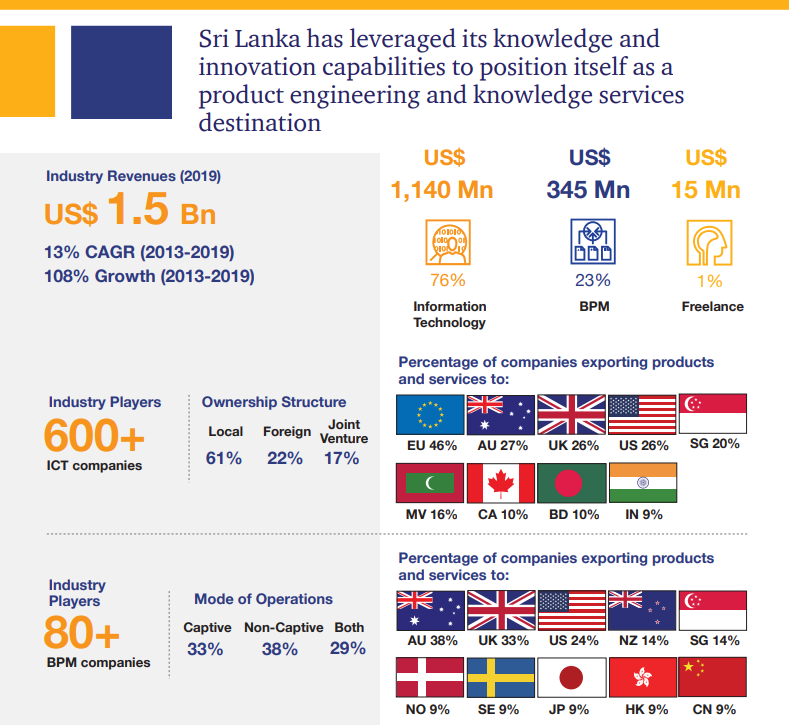 Sri Lanka has leveraged its knowledge and
innovation capabilities to position itself as a
product engineering and knowledge services
destination
Industry Revenues (2019)
US$ 1.5 Bn
13% CAGR (2013-2019)
108% Growth (2013-2019)
US$
1,140 Mn
76%
Information
Technology
US$
345 Mn
23%
BPM
US$
15 Mn
1%
Freelance
Industry Players
600+
ICT companies
Ownership Structure
Local
61%
Foreign
22%
Joint
Venture
17%
Percentage of companies exporting products
and services to:
EU 46% AU 27% UK 26% US 26% SG 20%
MV 16% CA 10% BD 10% IN 9%
Industry
Players
80+
BPM companies
Mode of Operations
Captive
33%
Non-Captive
38%
Both
29%
Percentage of companies exporting products
and services to:
AU 38% UK 33% US 24% NZ 14% SG 14%
NO 9% SE 9% JP 9% HK 9% CN 9%